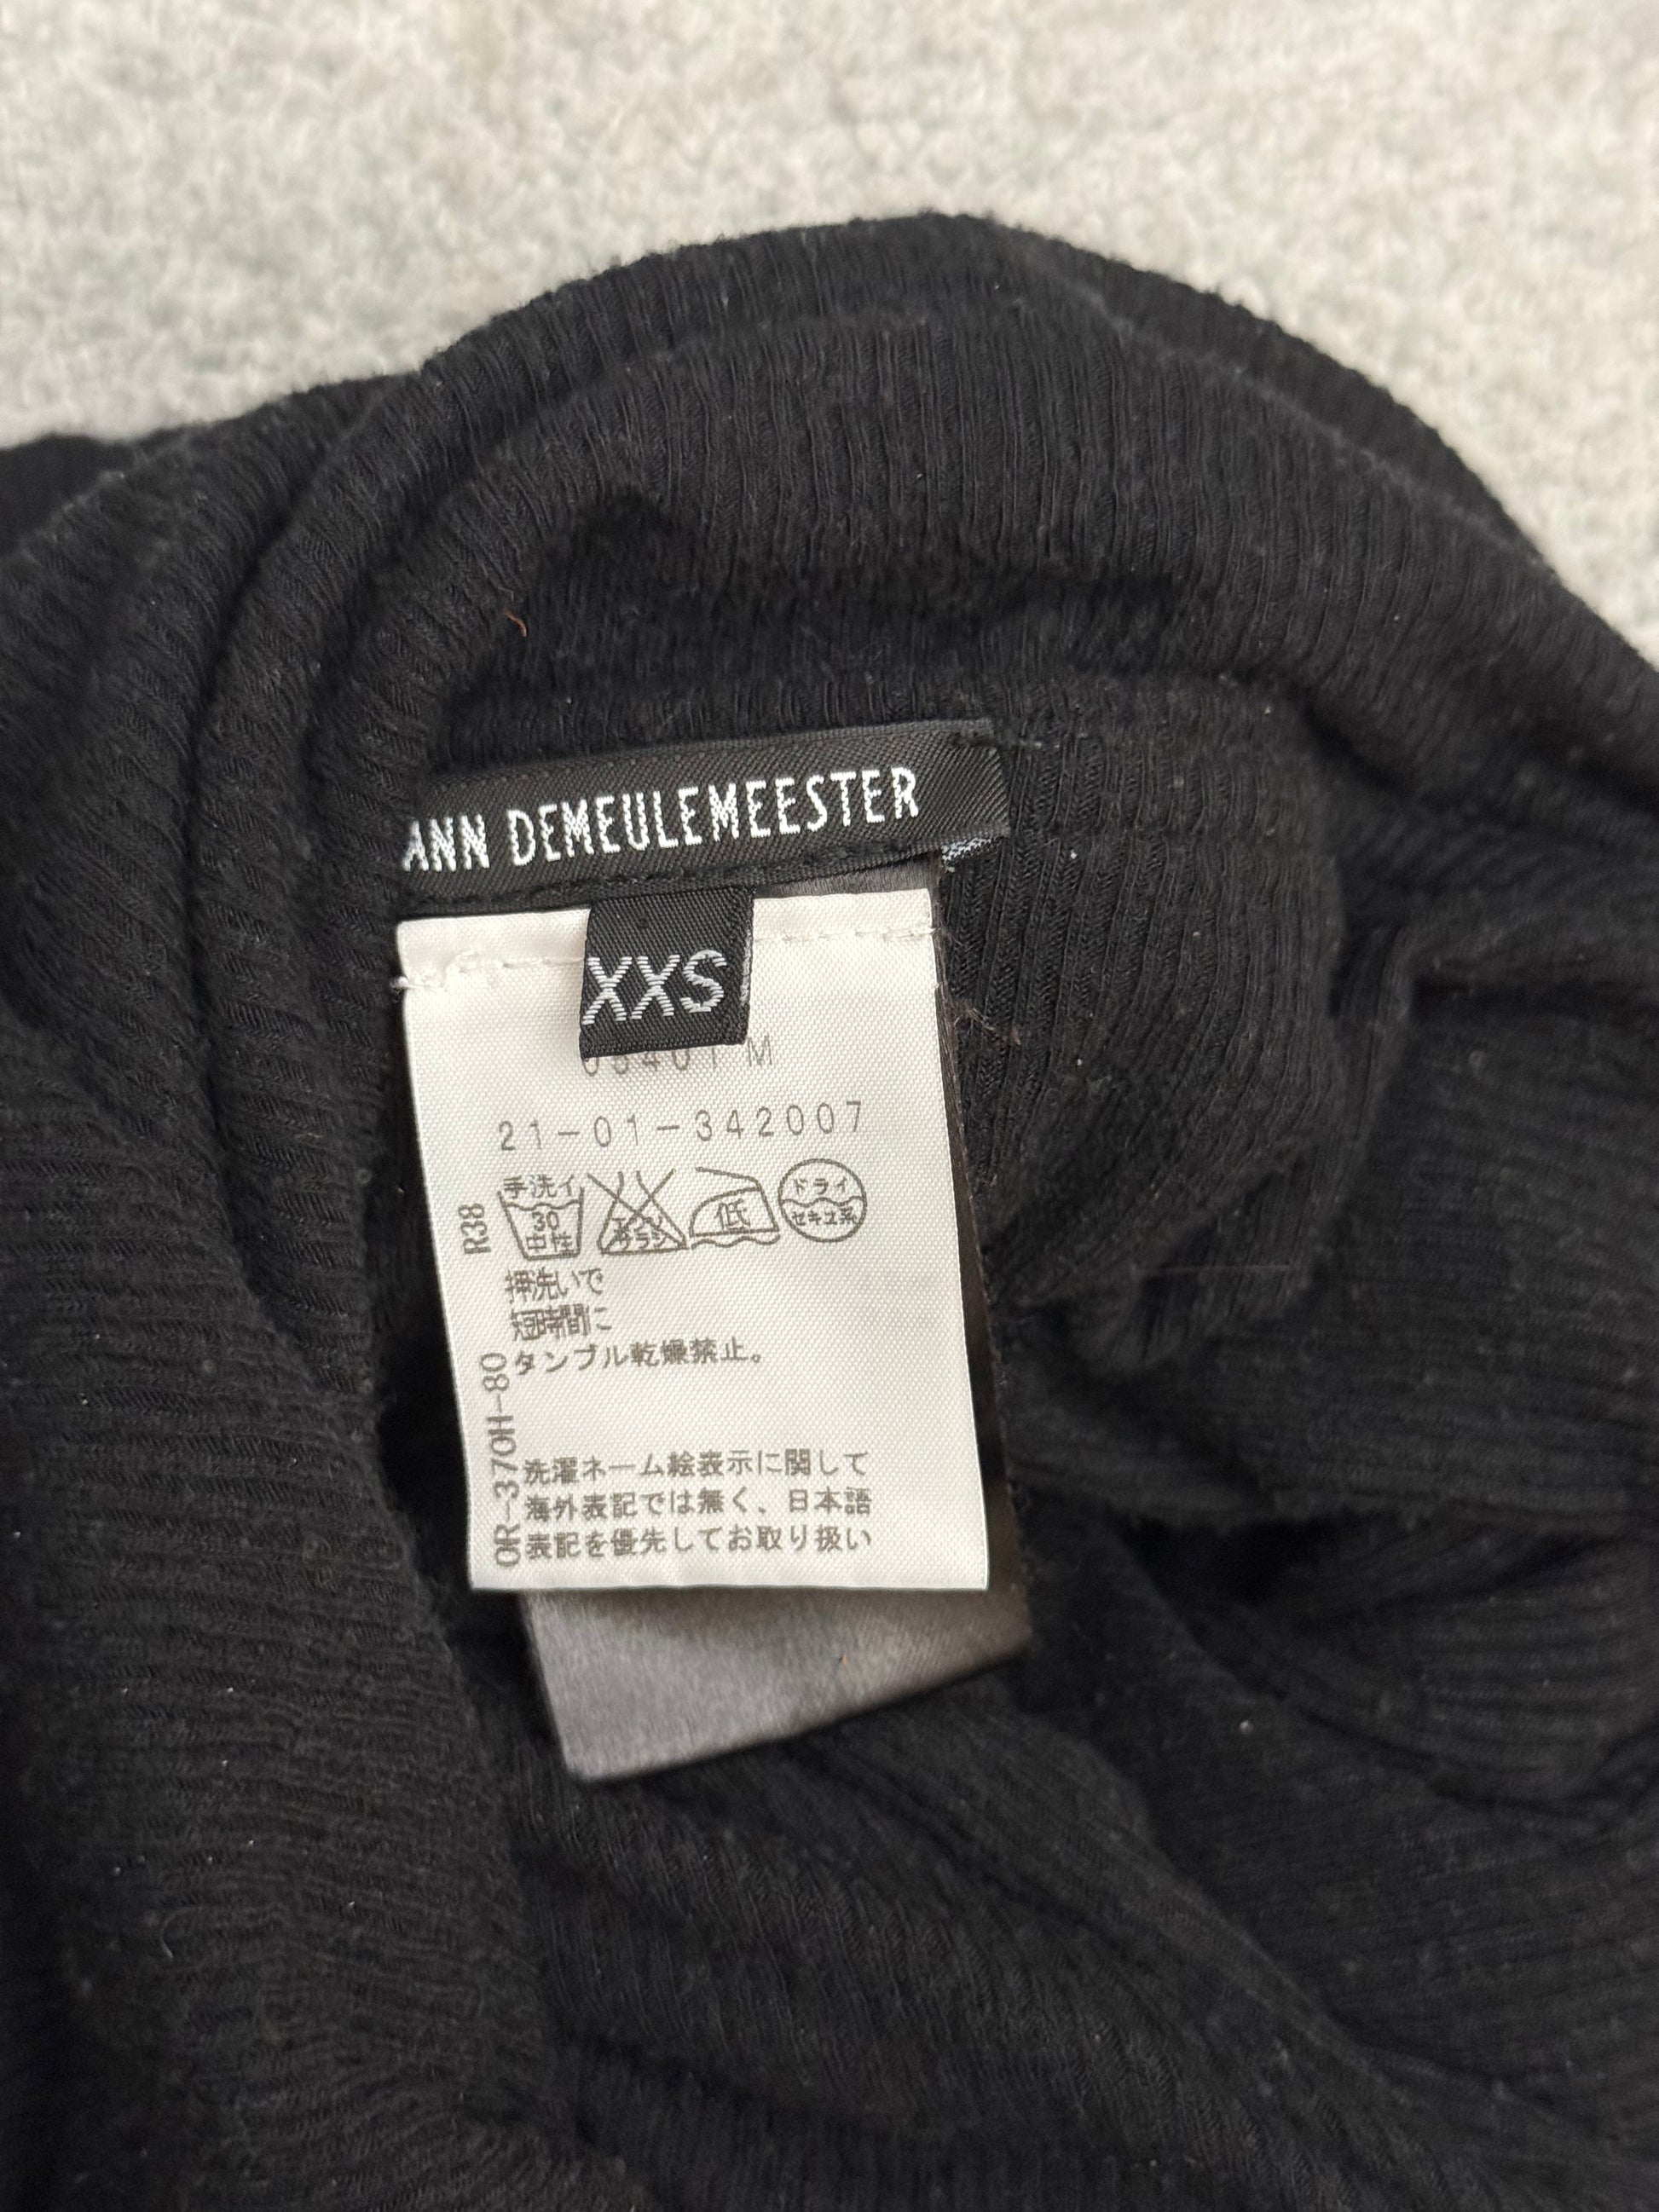 ANN DEMEULEMEESTER
XXS
21-01-342007
手洗イ
30
中性
低
ドライ
セキユ系
R38
押洗いで
短時間に
タンブル乾燥禁止。
OR-370H-80
洗濯ネーム絵表示に関して
海外表記では無く、日本語
表記を優先してお取り扱い